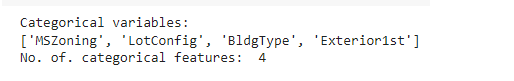 Categorical variables:
['MSZoning', 'LotConfig', 'BldgType', 'Exterior1st']
No. of. categorical features:  4